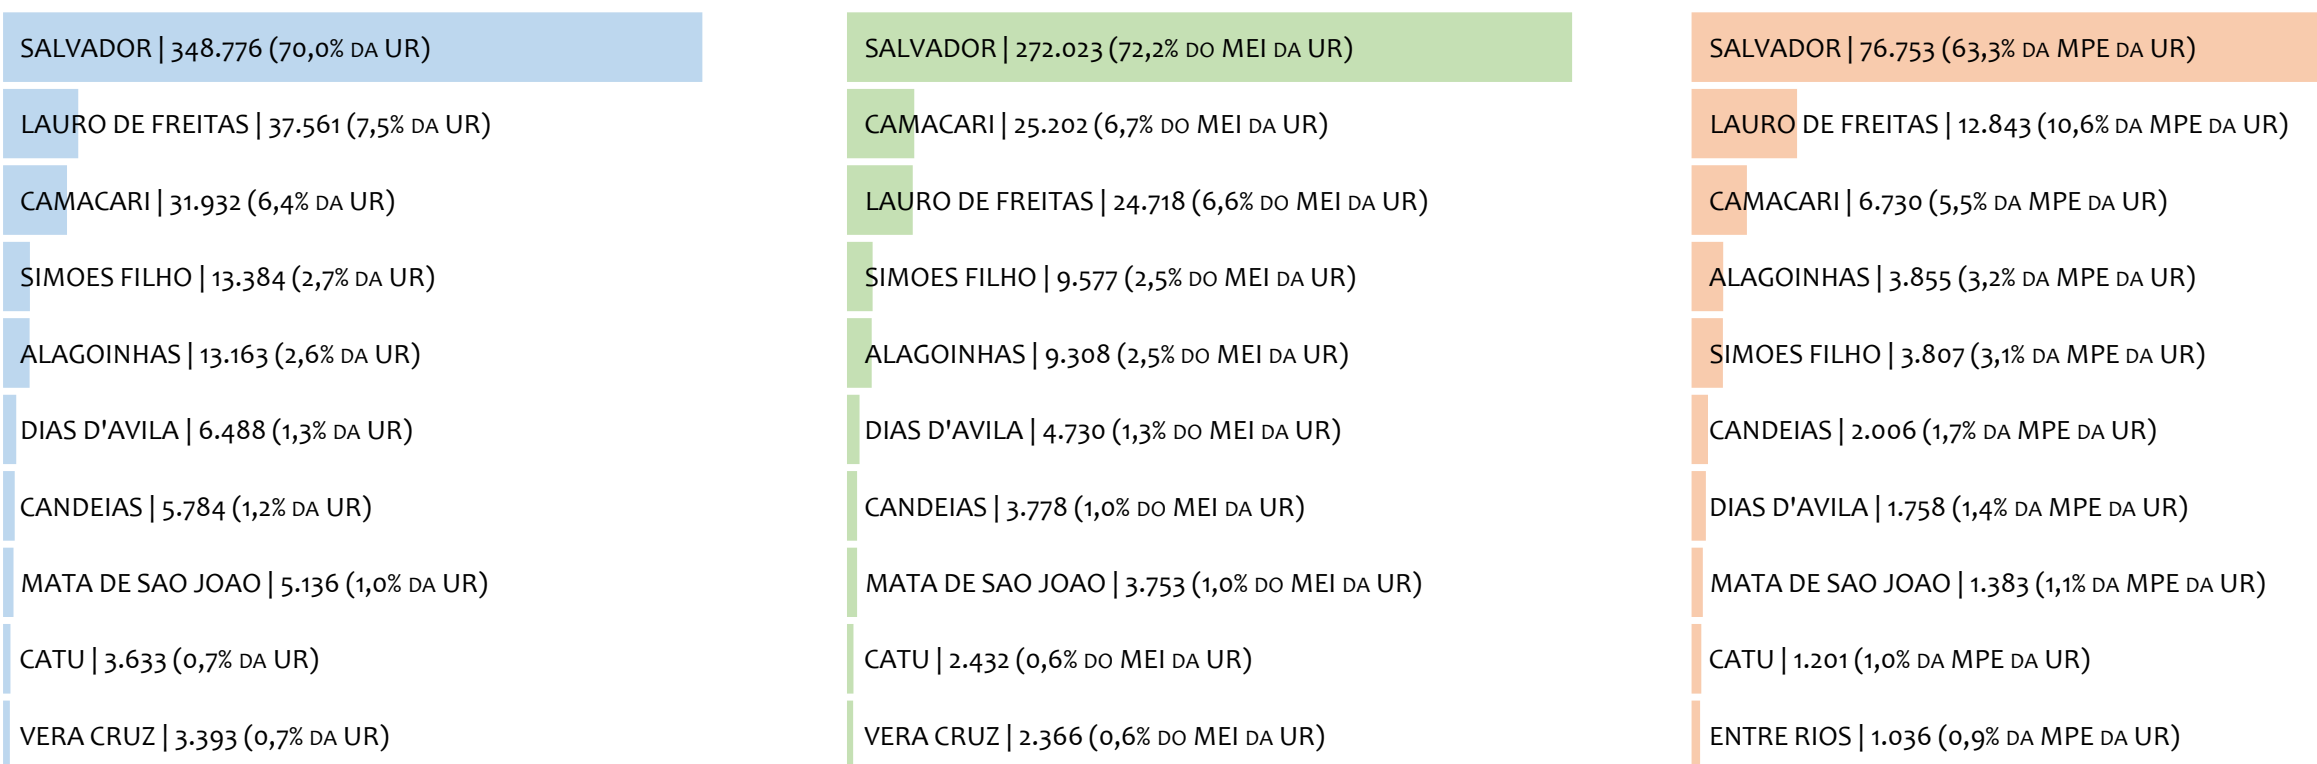 SALVADOR | 348.776 (70,0% DA UR)
LAURO DE FREITAS | 37.561 (7,5% DA UR)
CAMACARI | 31.932 (6,4% DA UR)
SIMOES FILHO | 13.384 (2,7% DA UR)
ALAGOINHAS | 13.163 (2,6% DA UR)
DIAS D'AVILA | 6.488 (1,3% DA UR)
CANDEIAS | 5.784 (1,2% DA UR)
MATA DE SAO JOAO | 5.136 (1,0% DA UR)
CATU | 3.633 (0,7% DA UR)
VERA CRUZ | 3.393 (0,7% DA UR)
SALVADOR | 272.023 (72,2% DO MEI DA UR)
CAMACARI | 25.202 (6,7% DO MEI DA UR)
LAURO DE FREITAS | 24.718 (6,6% DO MEI DA UR)
SIMOES FILHO | 9.577 (2,5% DO MEI DA UR)
ALAGOINHAS | 9.308 (2,5% DO MEI DA UR)
DIAS D'AVILA | 4.730 (1,3% DO MEI DA UR)
CANDEIAS | 3.778 (1,0% DO MEI DA UR)
MATA DE SAO JOAO | 3.753 (1,0% DO MEI DA UR)
CATU | 2.432 (0,6% DO MEI DA UR)
VERA CRUZ | 2.366 (0,6% DO MEI DA UR)
SALVADOR | 76.753 (63,3% DA MPE DA UR)
LAURO DE FREITAS | 12.843 (10,6% DA MPE DA UR)
CAMACARI | 6.730 (5,5% DA MPE DA UR)
ALAGOINHAS | 3.855 (3,2% DA MPE DA UR)
SIMOES FILHO | 3.807 (3,1% DA MPE DA UR)
CANDEIAS | 2.006 (1,7% DA MPE DA UR)
DIAS D'AVILA | 1.758 (1,4% DA MPE DA UR)
MATA DE SAO JOAO | 1.383 (1,1% DA MPE DA UR)
CATU | 1.201 (1,0% DA MPE DA UR)
ENTRE RIOS | 1.036 (0,9% DA MPE DA UR)